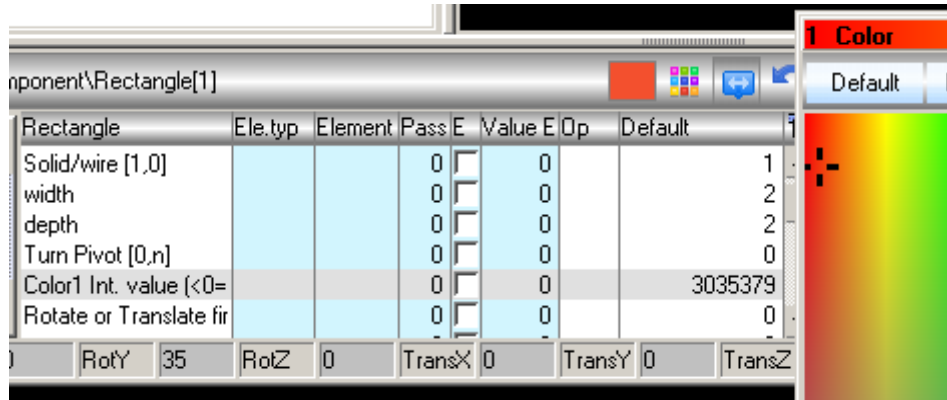 1 Color
mponent\Rectangle[1]
Default
Rectangle Ele.typ Element Pass E Value E Op Default
Solid/wire [1,0] 0 0 1
width 0 0 2
depth 0 0 2
Turn Pivot [0,n] 0 0 0
Color1 Int. value (<0= 0 0 3035379
Rotate or Translate fir 0 0 0
RotY 35 RotZ 0 TransX 0 TransY 0 TransZ